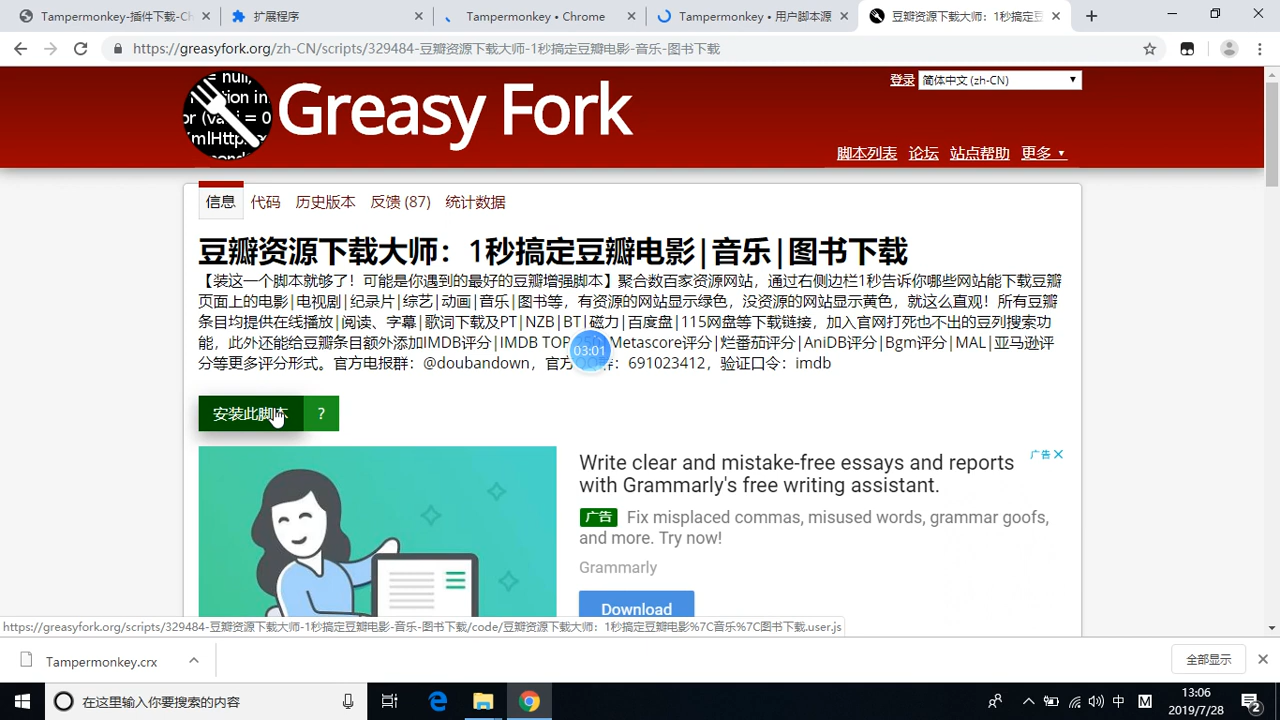 Tampermonkey-插件下载-Ch
扩展程序
Tampermonkey • Chrome
Tampermonkey • 用户脚本源
豆瓣资源下载大师：1秒搞定豆
https://greasyfork.org/zh-CN/scripts/329484-豆瓣资源下载大师-1秒搞定豆瓣电影-音乐-图书下载
Greasy Fork
登录 简体中文 (zh-CN)
脚本列表 论坛 站点帮助 更多
信息 代码 历史版本 反馈 (87) 统计数据
豆瓣资源下载大师：1秒搞定豆瓣电影|音乐|图书下载
【装这一个脚本就够了！可能是你遇到的最好的豆瓣增强脚本】聚合数百家资源网站，通过右侧边栏1秒告诉你哪些网站能下载豆瓣
页面上的电影|电视剧|纪录片|综艺|动画|音乐|图书等，有资源的网站显示绿色，没资源的网站显示黄色，就这么直观！所有豆瓣
条目均提供在线播放|阅读、字幕|歌词下载及PT|NZB|BT|磁力|百度盘|115网盘等下载链接，加入官网打死也不出的豆列搜索功
能，此外还能给豆瓣条目额外添加IMDB评分|IMDB TOP Metascore评分|烂番茄评分|AniDB评分|Bgm评分|MAL|亚马逊评
分等更多评分形式。官方电报群：@doubandown，官方 ：691023412，验证口令：imdb
03:01
安装此脚本 ?
广告
Write clear and mistake-free essays and reports
with Grammarly's free writing assistant.
广告 Fix misplaced commas, misused words, grammar goofs,
and more. Try now!
Grammarly
Download
https://greasyfork.org/scripts/329484-豆瓣资源下载大师-1秒搞定豆瓣电影-音乐-图书下载/code/豆瓣资源下载大师：1秒搞定豆瓣电影%7C音乐%7C图书下载.user.js
Tampermonkey.crx
全部显示
在这里输入你要搜索的内容
中 M
13:06
2019/7/28
2